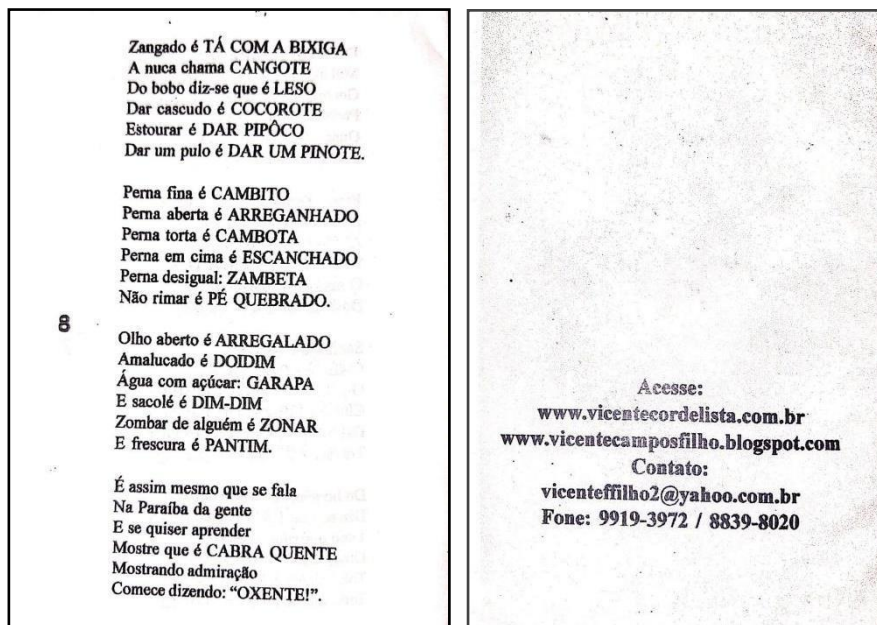 Zangado é TÁ COM A BIXIGA
A nuca chama CANGOTE
Do bobo diz-se que é LESO
Dar cascudo é COCOROTE
Estourar é DAR PIPÔCO
Dar um pulo é DAR UM PINOTE.
Perna fina é CAMBITO
Perna aberta é ARREGANHADO
Perna torta é CAMBOTA
Perna em cima é ESCANCHADO
Perna desigual: ZAMBETA
Não rimar é PÉ QUEBRADO.
8
Olho aberto é ARREGALADO
Amalucado é DOIDIM
Água com açúcar: GARAPA
E sacolé é DIM-DIM
Zombar de alguém é ZONAR
E frescura é PANTIM.
É assim mesmo que se fala
Na Paraíba da gente
E se quiser aprender
Mostre que é CABRA QUENTE
Mostrando admiração
Comece dizendo: “OXENTE!”.
Acesse:
www.vicentecordelista.com.br
www.vicentecamposfilho.blogspot.com
Contato:
vicenteffilho2@yahoo.com.br
Fone: 9919-3972 / 8839-8020